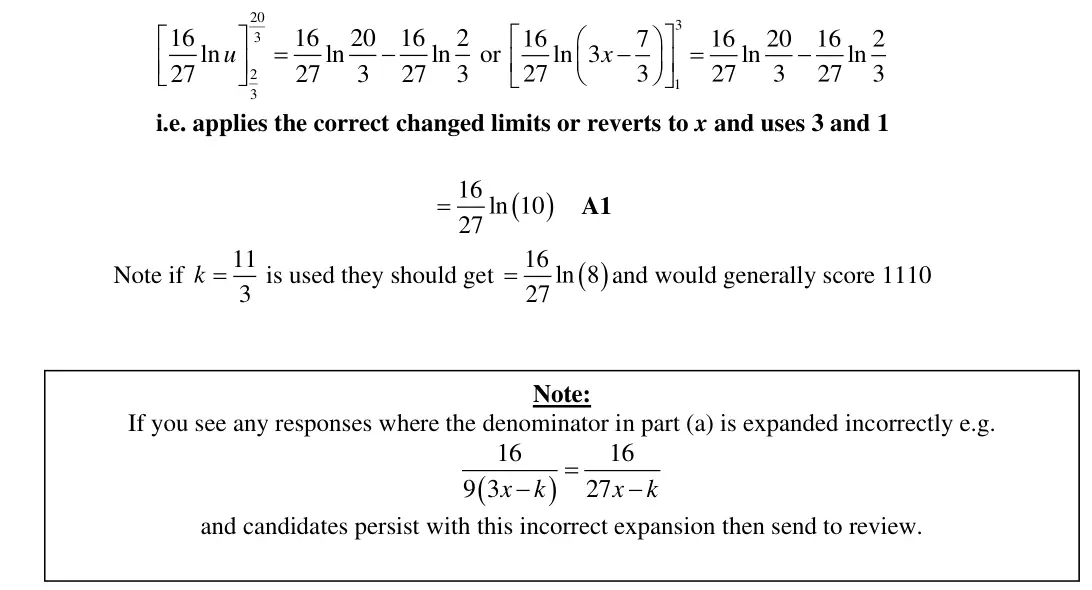 [16/27 ln u]_{2/3}^{20/3} = 16/27 ln 20/3 − 16/27 ln 2/3 or [16/27 ln(3x − 7/3)]_1^3 = 16/27 ln 20/3 − 16/27 ln 2/3
i.e. applies the correct changed limits or reverts to x and uses 3 and 1
= 16/27 ln(10) A1
Note if k = 11/3 is used they should get = 16/27 ln(8) and would generally score 1110
Note:
If you see any responses where the denominator in part (a) is expanded incorrectly e.g.
16/(9(3x − k)) = 16/(27x − k)
and candidates persist with this incorrect expansion then send to review.